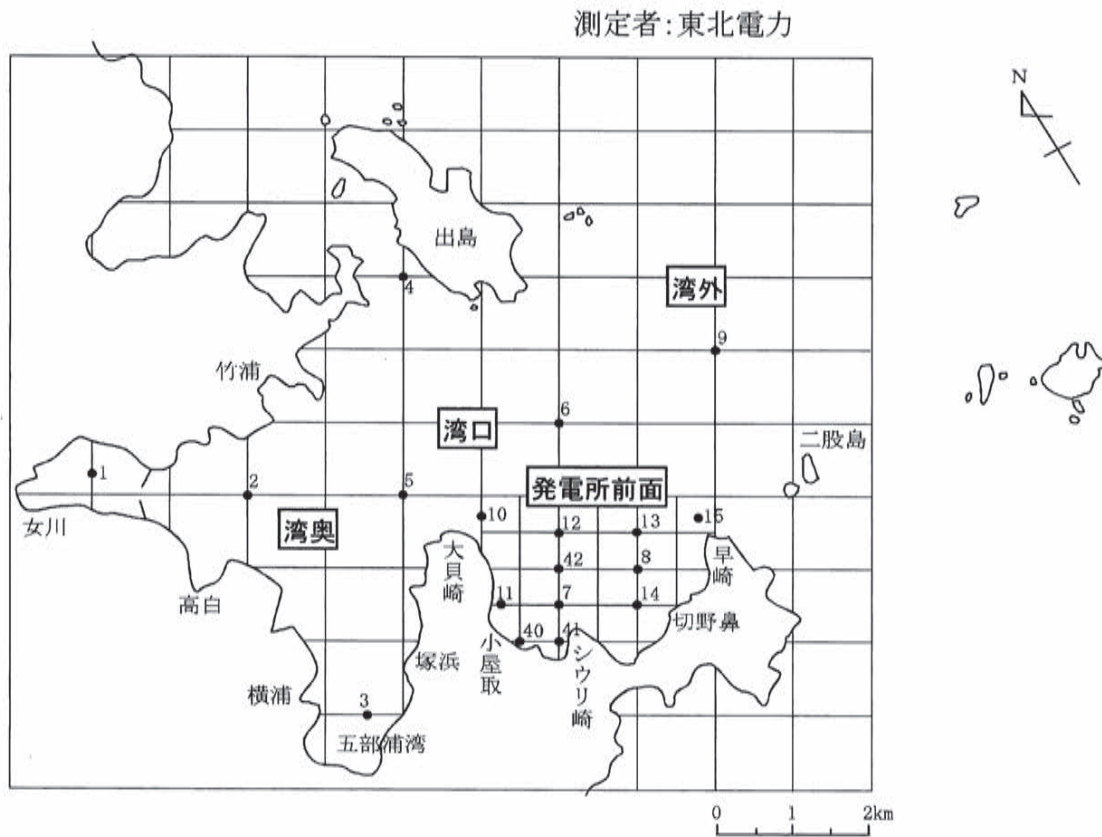 測定者:東北電力
N
出島
4
湾外
9
竹浦
湾口
6
二股島
1
2
5
発電所前面
女川
湾奥
10
12
13
15
大貝崎
42
8
早崎
高白
11
7
14
切野鼻
40
41
小屋取
シウリ崎
塚浜
横浦
3
五部浦湾
0 1 2km